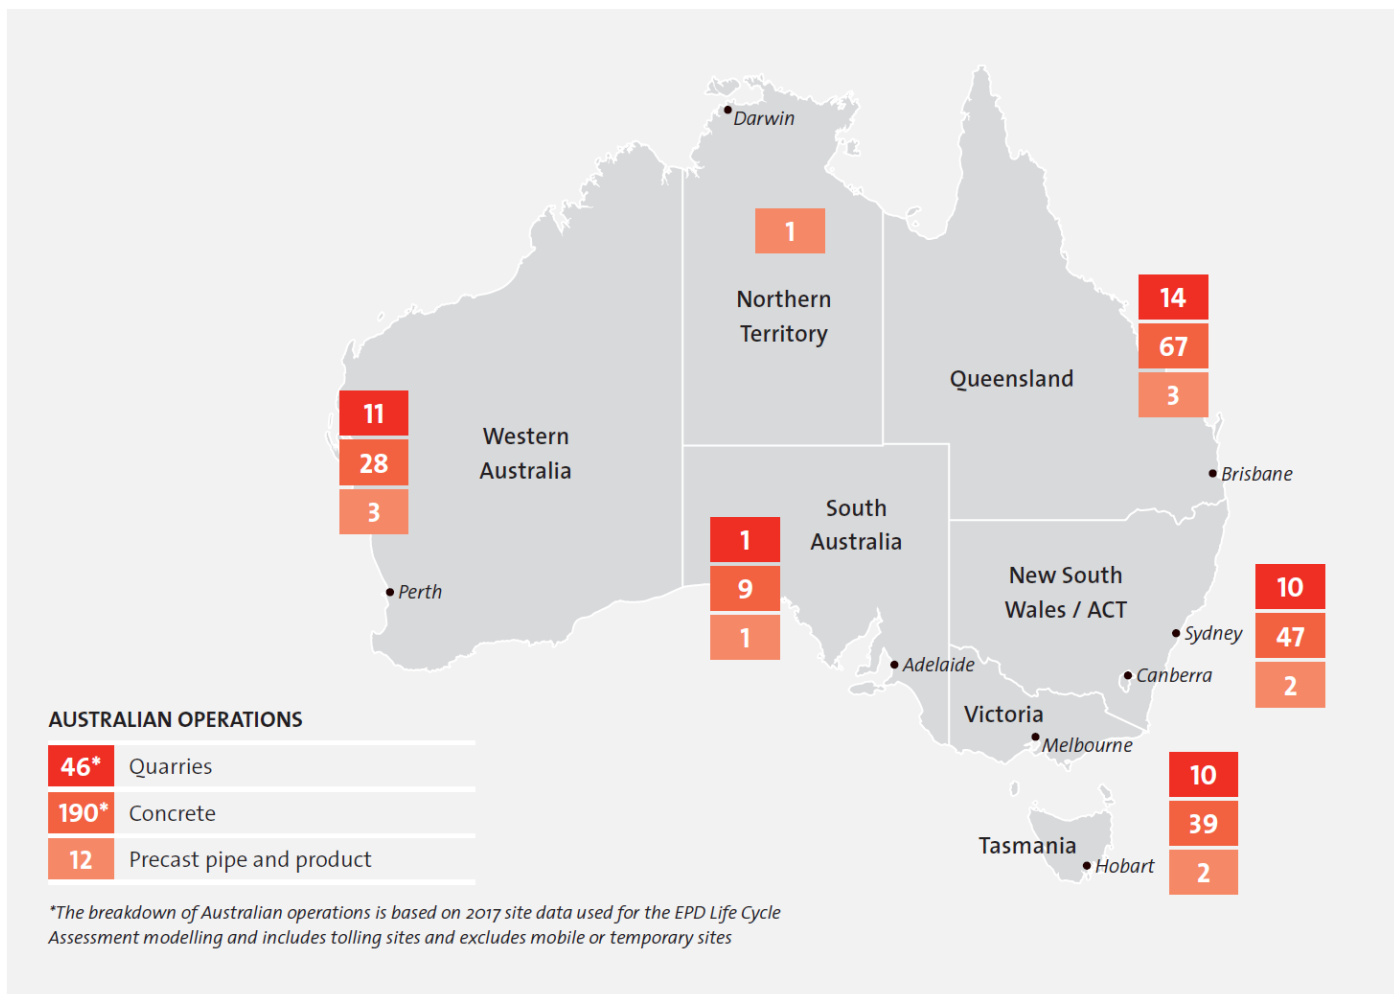 Darwin
1
Northern
Territory
14
67
3
Queensland
11
28
3
Western
Australia
Brisbane
South
Australia
1
9
1
New South
Wales / ACT
10
47
2
Perth
Sydney
Adelaide
Canberra
Victoria
Melbourne
10
39
2
Tasmania
Hobart
AUSTRALIAN OPERATIONS
46* Quarries
190* Concrete
12 Precast pipe and product
*The breakdown of Australian operations is based on 2017 site data used for the EPD Life Cycle
Assessment modelling and includes tolling sites and excludes mobile or temporary sites